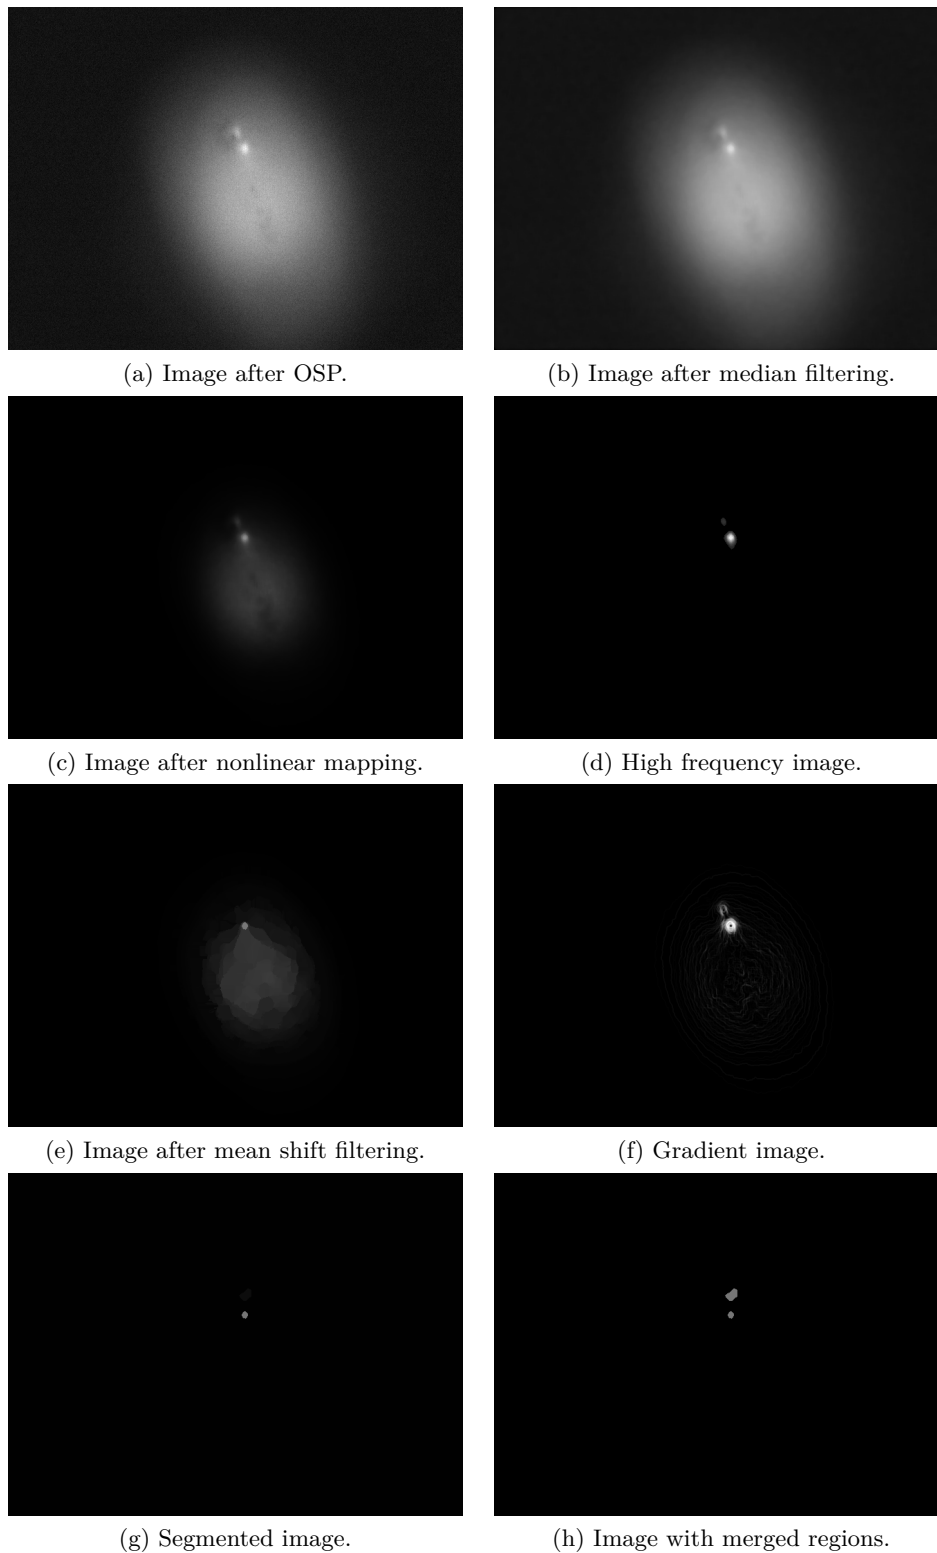 (a) Image after OSP.
(b) Image after median filtering.
(c) Image after nonlinear mapping.
(d) High frequency image.
(e) Image after mean shift filtering.
(f) Gradient image.
(g) Segmented image.
(h) Image with merged regions.